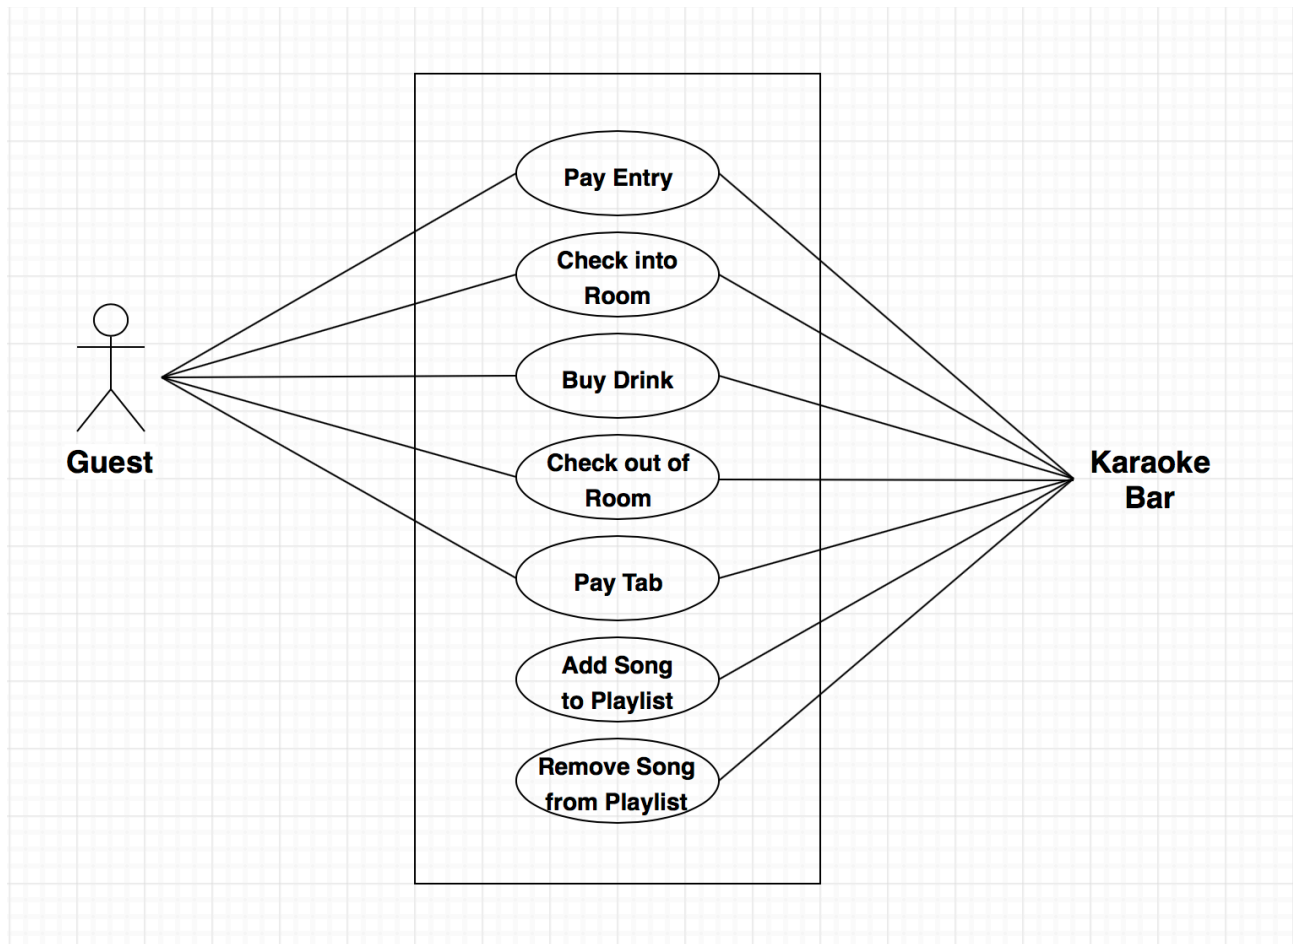 Pay Entry
Check into
Room
Buy Drink
Check out of
Room
Pay Tab
Add Song
to Playlist
Remove Song
from Playlist
Guest
Karaoke
Bar